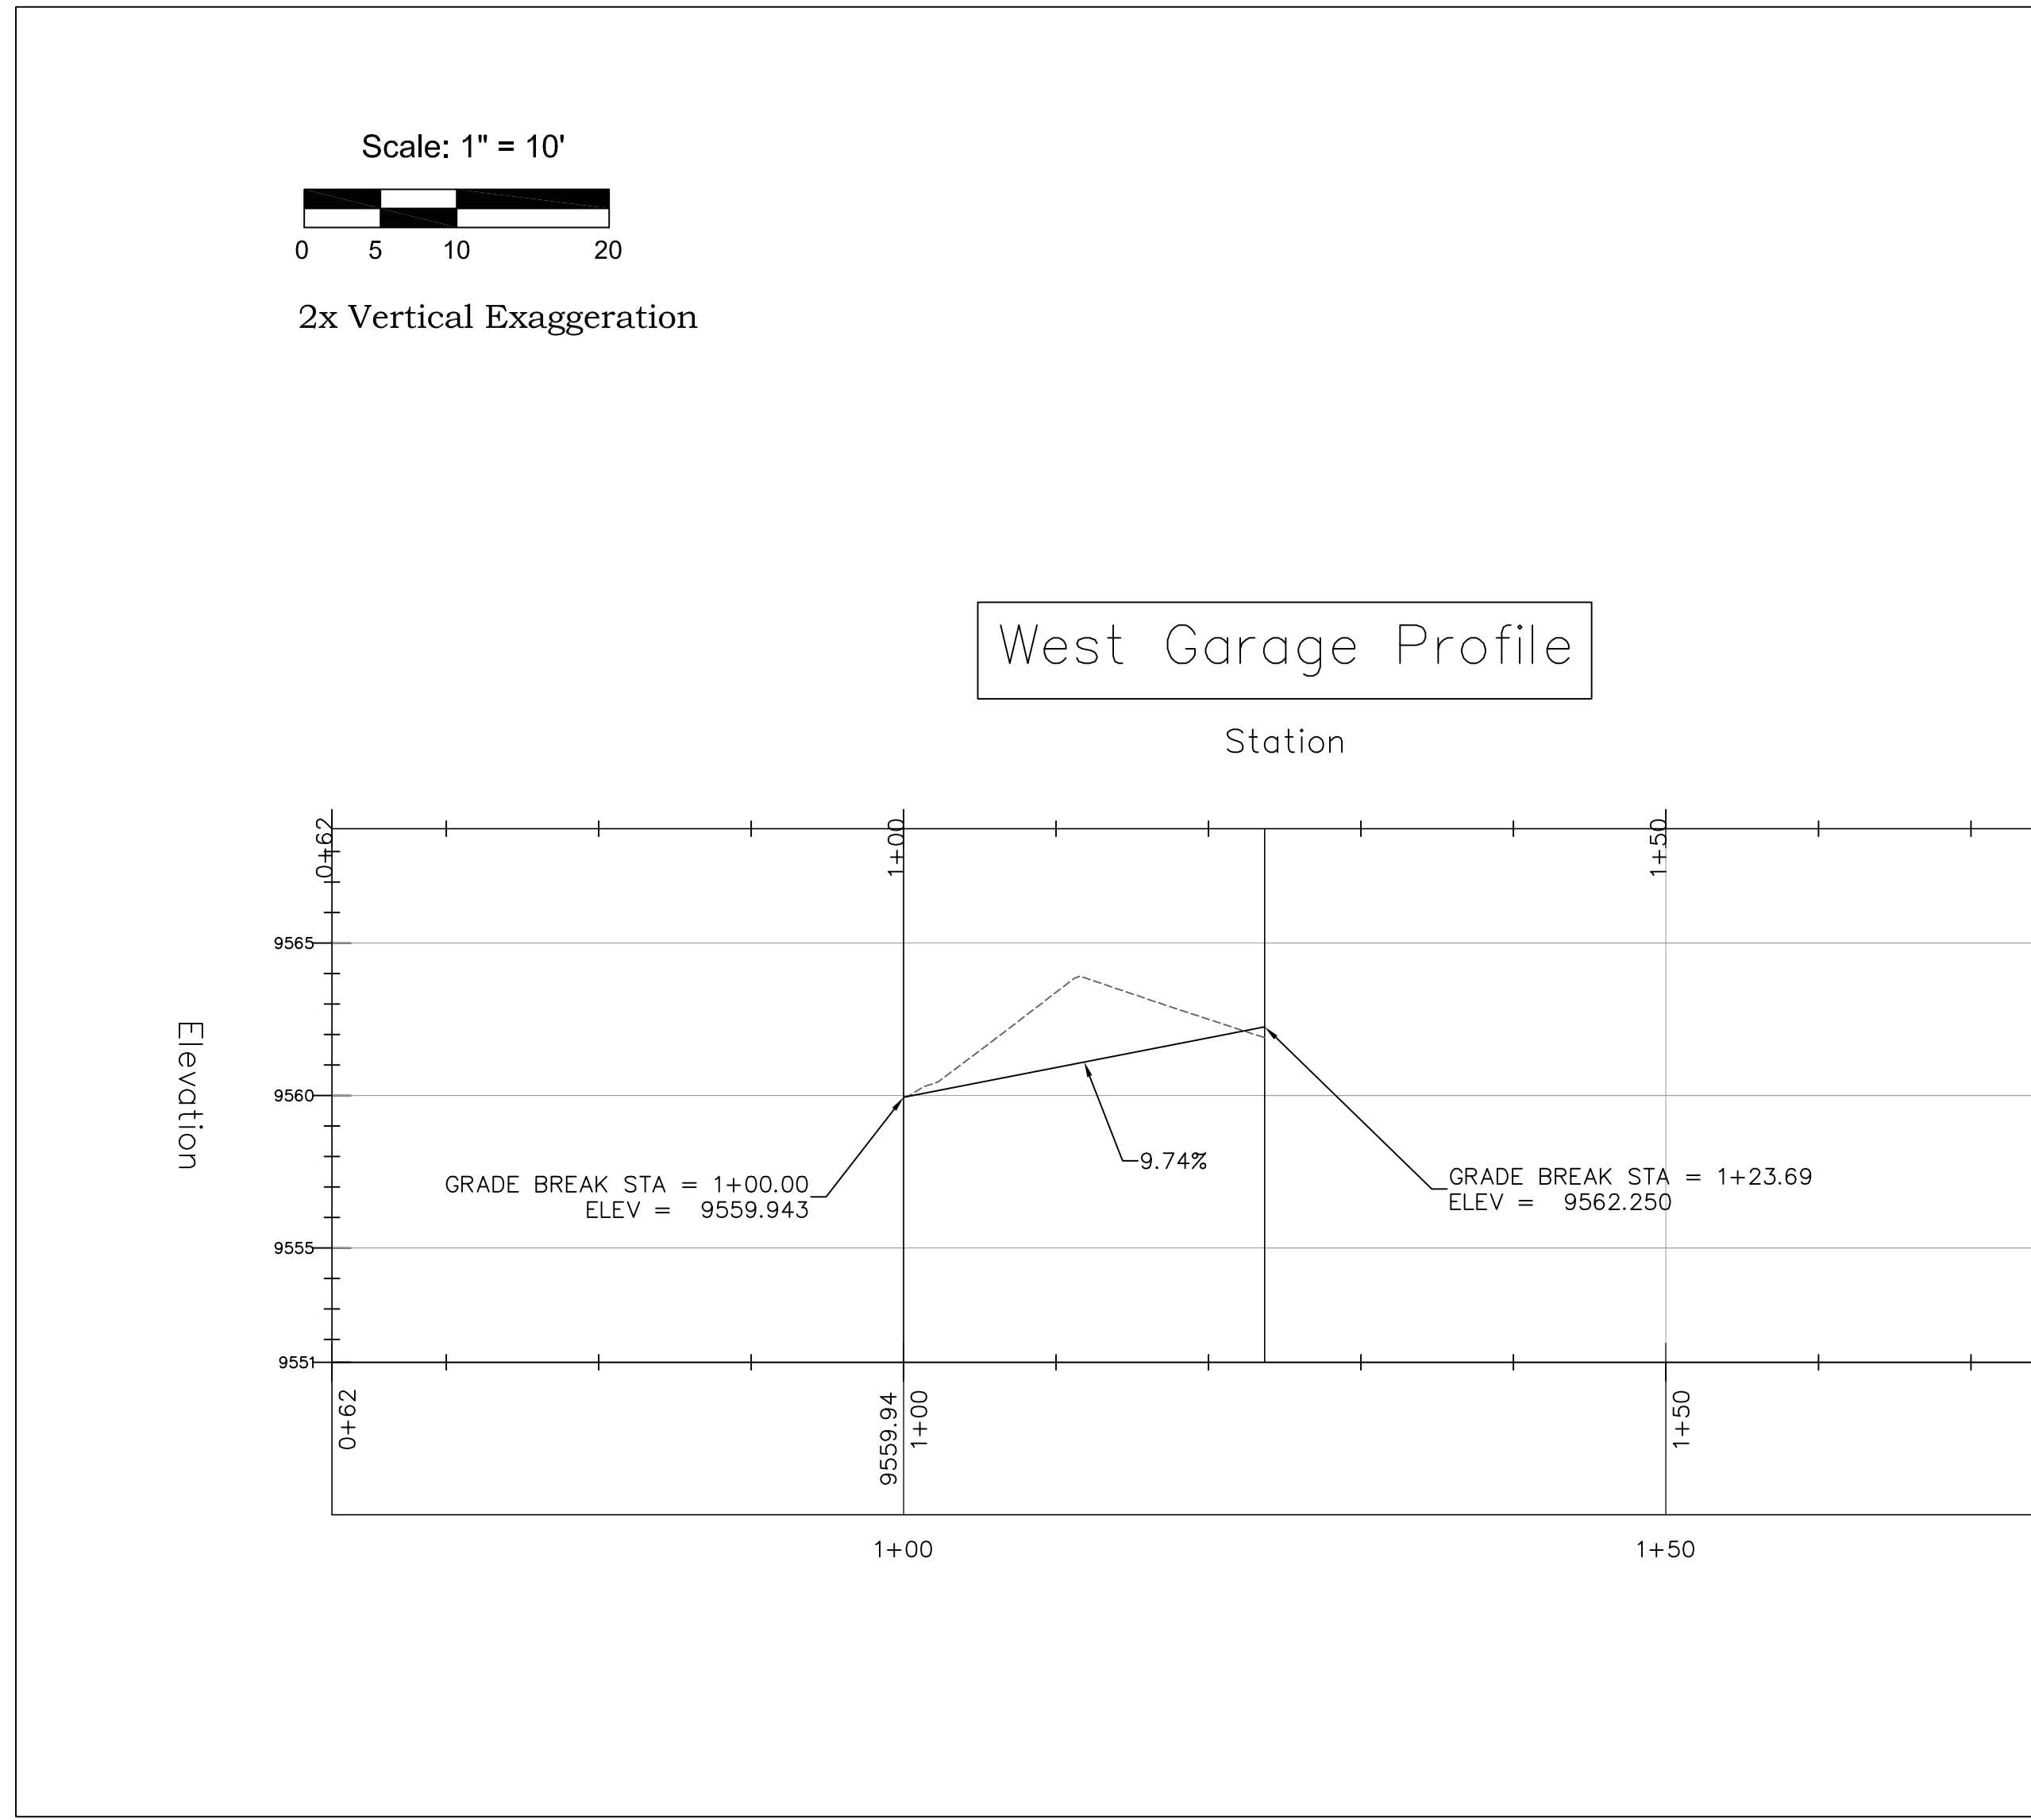 Scale: 1" = 10'
0 5 10 20
2x Vertical Exaggeration
West Garage Profile
Station
0+62 1+00 1+50
9565
9560
9555
9551
Elevation
9.74%
GRADE BREAK STA = 1+00.00
ELEV = 9559.943
GRADE BREAK STA = 1+23.69
ELEV = 9562.250
0+62 9559.94 1+00 1+50
1+00 1+50